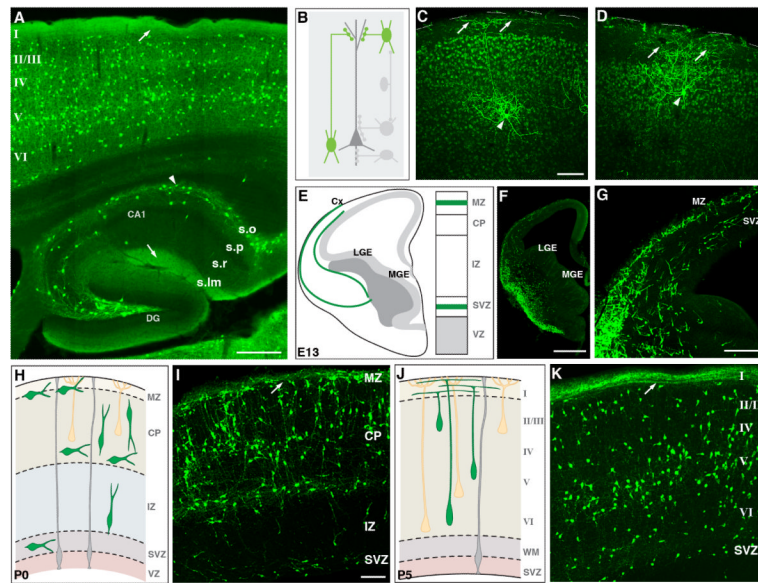 A
I
II/III
IV
V
VI
CA1
s.o
s.p
s.r
s.lm
DG
B
C
D
E
Cx
LGE
MGE
E13
MZ
CP
IZ
SVZ
VZ
F
LGE
MGE
G
MZ
SVZ
H
MZ
CP
IZ
SVZ
VZ
P0
I
MZ
CP
IZ
SVZ
J
I
II/III
IV
V
VI
WM
SVZ
P5
K
I
II/II
IV
V
VI